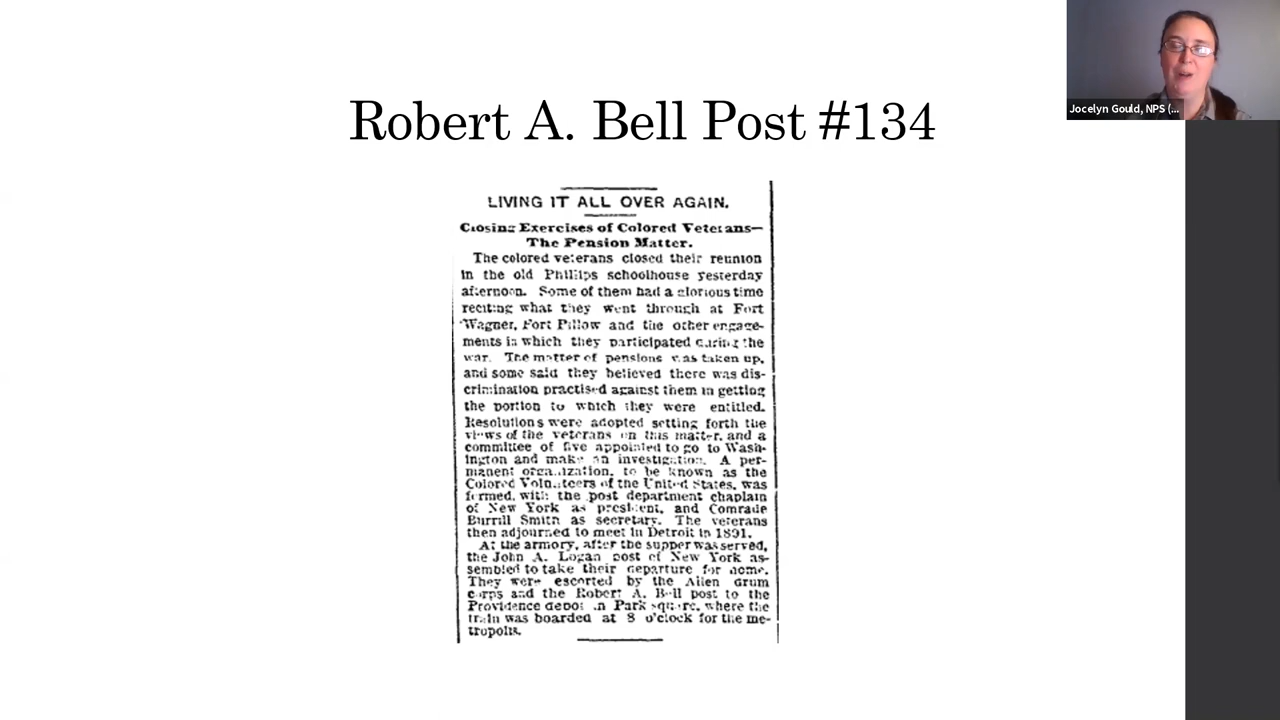 Jocelyn Gould, NPS (...
Robert A. Bell Post #134
LIVING IT ALL OVER AGAIN.
Closing Exercises of Colored Veterans—
The Pension Matter.
The colored veterans closed their reunion
in the old Phillips schoolhouse yesterday
afternoon. Some of them had a glorious time
reciting what they went through at Fort
Wagner, Fort Pillow and the other engage-
ments in which they participated during the
war. The matter of pensions was taken up,
and some said they believed there was dis-
crimination practised against them in getting
the portion to which they were entitled.
Resolutions were adopted setting forth the
views of the veterans on this matter, and a
committee of five appointed to go to Wash-
ington and make an investigation. A per-
manent organization, to be known as the
Colored Volunteers of the United States, was
formed, with the post department chaplain
of New York as president, and Comrade
Burrill Smith as secretary. The veterans
then adjourned to meet in Detroit in 1891.
At the armory, after the supper was served,
the John A. Logan post of New York as-
sembled to take their departure for home.
They were escorted by the Allen drum
corps and the Robert A. Bell post to the
Providence depot in Park square, where the
train was boarded at 8 o'clock for the me-
tropolis.